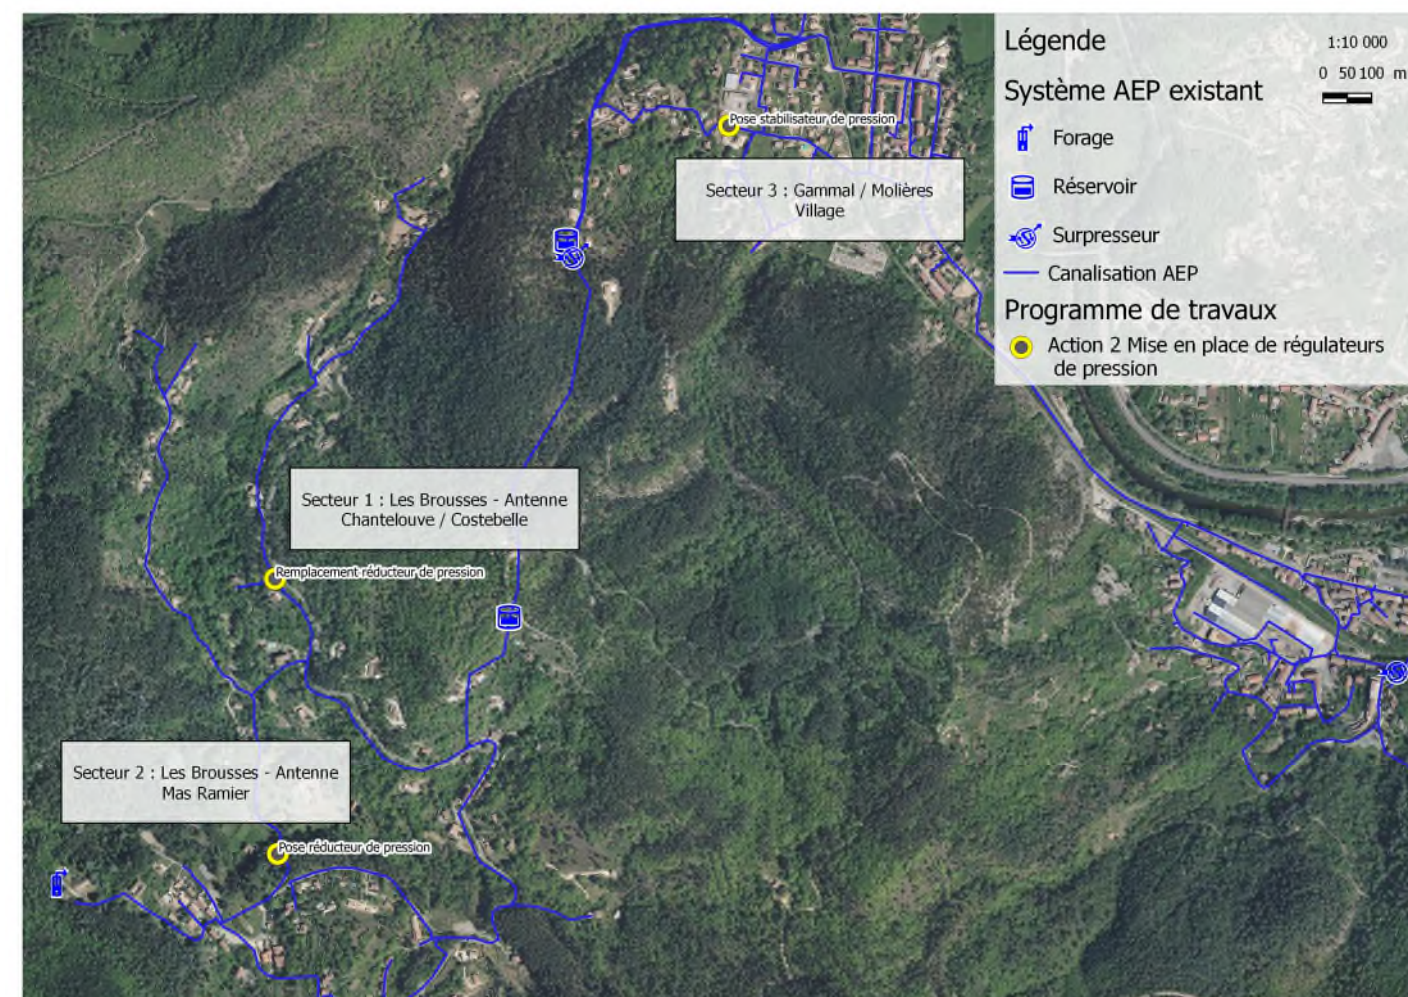 Légende
1:10 000
0 50 100 m
Système AEP existant
Forage
Réservoir
Surpresseur
Canalisation AEP
Programme de travaux
Action 2 Mise en place de régulateurs
de pression
Pose stabilisateur de pression
Secteur 3 : Gammal / Molières
Village
Secteur 1 : Les Brousses - Antenne
Chantelouve / Costebelle
Remplacement réducteur de pression
Secteur 2 : Les Brousses - Antenne
Mas Ramier
Pose réducteur de pression